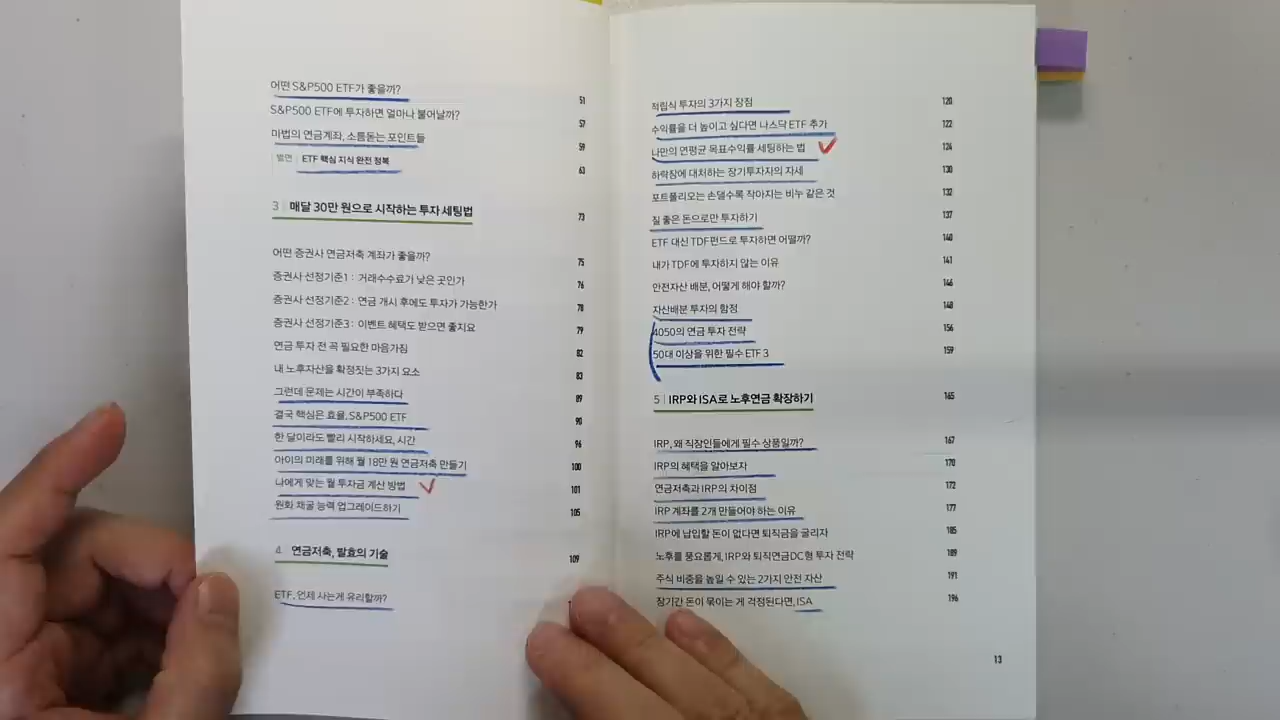 어떤 S&P500 ETF가 좋을까? 51
S&P500 ETF에 투자하면 얼마나 불어날까? 57
마법의 연금계좌, 소름돋는 포인트들 59
별면 ETF 핵심 지식 완전 정복 63
3 매달 30만 원으로 시작하는 투자 세팅법 73
어떤 증권사 연금저축 계좌가 좋을까? 75
증권사 선정기준1 : 거래수수료가 낮은 곳인가 76
증권사 선정기준2 : 연금 개시 후에도 투자가 가능한가 78
증권사 선정기준3 : 이벤트 혜택도 받으면 좋지요 79
연금 투자 전 꼭 필요한 마음가짐 82
내 노후자산을 확정짓는 3가지 요소 83
그런데 문제는 시간이 부족하다 89
결국 핵심은 효율, S&P500 ETF 90
한 달이라도 빨리 시작하세요, 시간 96
아이의 미래를 위해 월 18만 원 연금저축 만들기 100
나에게 맞는 월 투자금 계산 방법 101
원화 채굴 능력 업그레이드하기 105
4 연금저축, 발효의 기술 109
ETF, 언제 사는게 유리할까?
적립식 투자의 3가지 장점 120
수익률을 더 높이고 싶다면 나스닥 ETF 추가 122
나만의 연평균 목표수익률 세팅하는 법 124
하락장에 대처하는 장기투자자의 자세 130
포트폴리오는 손댈수록 작아지는 비누 같은 것 132
질 좋은 돈으로만 투자하기 137
ETF 대신 TDF펀드로 투자하면 어떨까? 140
내가 TDF에 투자하지 않는 이유 141
안전자산 배분, 어떻게 해야 할까? 146
자산배분 투자의 함정 148
4050의 연금 투자 전략 156
50대 이상을 위한 필수 ETF 3 159
5 IRP와 ISA로 노후연금 확장하기 165
IRP, 왜 직장인들에게 필수 상품일까? 167
IRP의 혜택을 알아보자 170
연금저축과 IRP의 차이점 172
IRP 계좌를 2개 만들어야 하는 이유 177
IRP에 납입할 돈이 없다면 퇴직금을 굴리자 185
노후를 풍요롭게, IRP와 퇴직연금DC형 투자 전략 189
주식 비중을 높일 수 있는 2가지 안전 자산 191
장기간 돈이 묶이는 게 걱정된다면, ISA 196
13